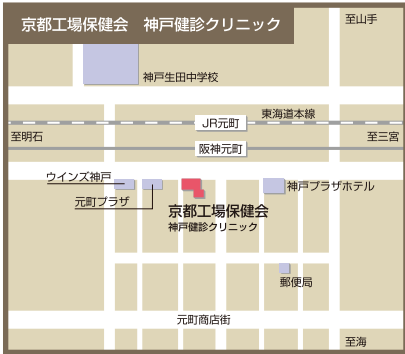 京都工場保健会　神戸健診クリニック
至山手
神戸生田中学校
東海道本線
JR元町
至明石
至三宮
阪神元町
ウインズ神戸
元町プラザ
神戸プラザホテル
京都工場保健会
神戸健診クリニック
郵便局
元町商店街
至海